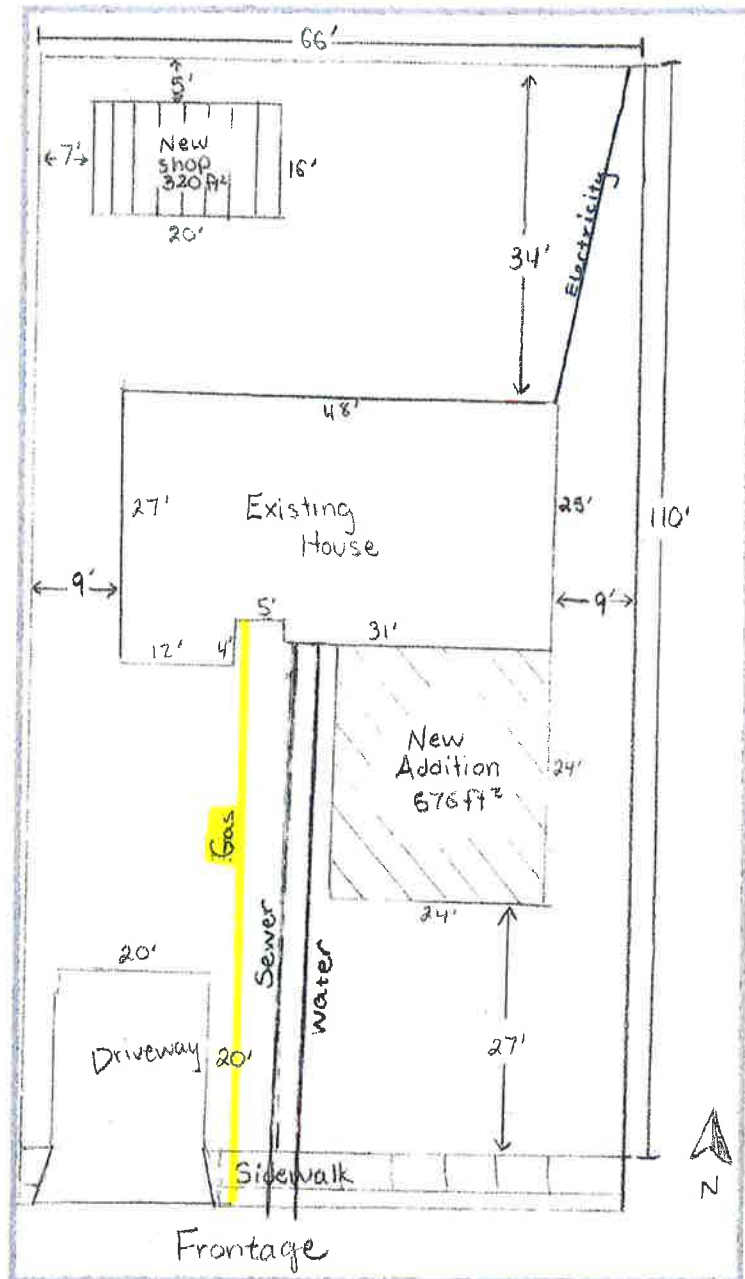 66'
5'
7'
New
shop
320 ft²
16'
20'
34'
Electricity
48'
27'
Existing
House
25'
110'
9'
9'
5'
12'
4'
31'
New
Addition
576 ft²
24'
24'
Gas
Sewer
Water
20'
Driveway
20'
27'
Sidewalk
N
Frontage